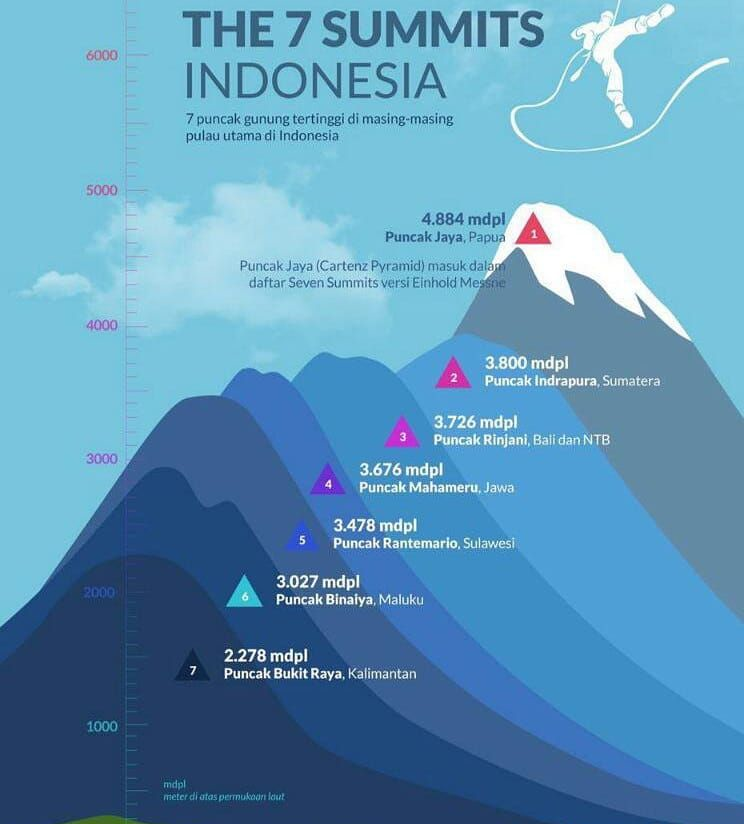 THE 7 SUMMITS
INDONESIA
7 puncak gunung tertinggi di masing-masing
pulau utama di Indonesia
6000
5000
4000
3000
2000
1000
4.884 mdpl
Puncak Jaya, Papua
1
Puncak Jaya (Cartenz Pyramid) masuk dalam
daftar Seven Summits versi Einhold Messne
2
3.800 mdpl
Puncak Indrapura, Sumatera
3
3.726 mdpl
Puncak Rinjani, Bali dan NTB
4
3.676 mdpl
Puncak Mahameru, Jawa
5
3.478 mdpl
Puncak Rantemario, Sulawesi
6
3.027 mdpl
Puncak Binaiya, Maluku
7
2.278 mdpl
Puncak Bukit Raya, Kalimantan
mdpl
meter di atas permukaan laut